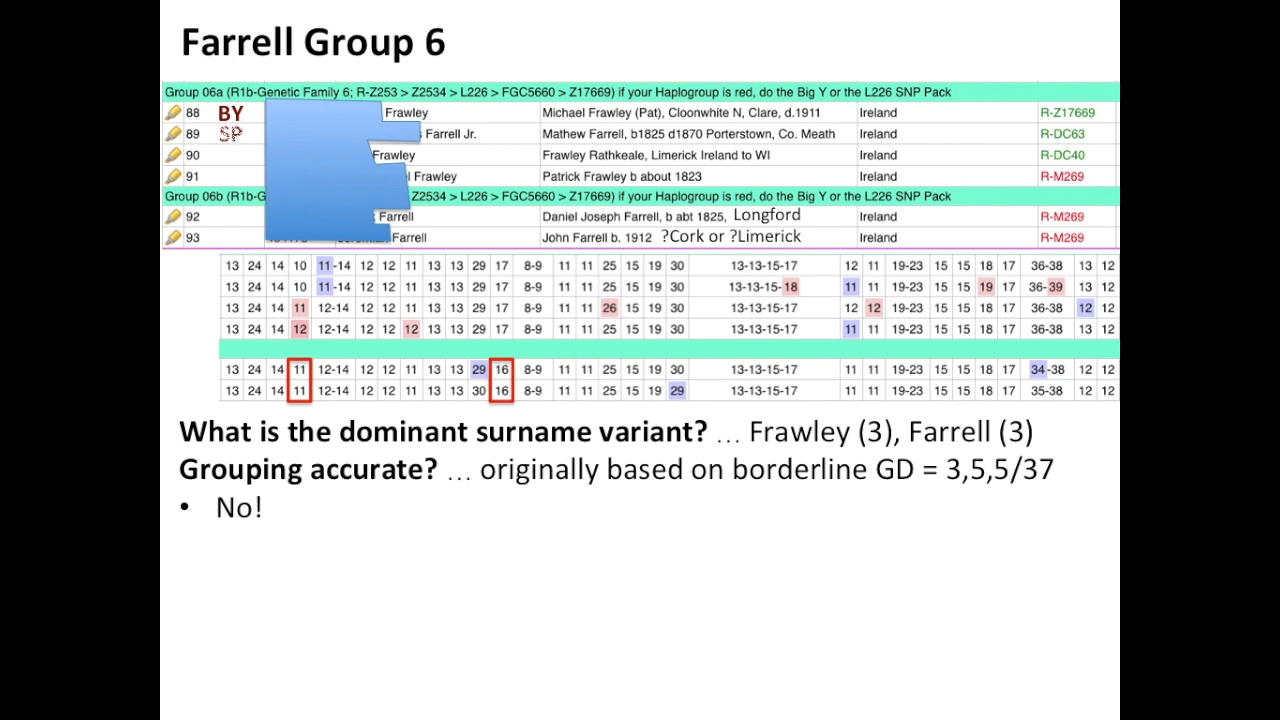 Farrell Group 6
Group 06a (R1b-Genetic Family 6; R-Z253 > Z2534 > L226 > FGC5660 > Z17669) if your Haplogroup is red, do the Big Y or the L226 SNP Pack
88 BY Frawley Michael Frawley (Pat), Cloonwhite N, Clare, d.1911 Ireland R-Z17669
89 SP Farrell Jr. Mathew Farrell, b1825 d1870 Porterstown, Co. Meath Ireland R-DC63
90 Frawley Frawley Rathkeale, Limerick Ireland to WI Ireland R-DC40
91 Frawley Patrick Frawley b about 1823 Ireland R-M269
Group 06b (R1b-G Z2534 > L226 > FGC5660 > Z17669) if your Haplogroup is red, do the Big Y or the L226 SNP Pack
92 Farrell Daniel Joseph Farrell, b abt 1825, Longford Ireland R-M269
93 Farrell John Farrell b. 1912 ?Cork or ?Limerick Ireland R-M269
13 24 14 10 11-14 12 12 11 13 13 29 17 8-9 11 11 25 15 19 30 13-13-15-17 12 11 19-23 15 15 18 17 36-38 13 12
13 24 14 10 11-14 12 12 11 13 13 29 17 8-9 11 11 25 15 19 30 13-13-15-18 11 11 19-23 15 15 19 17 36-39 13 12
13 24 14 11 12-14 12 12 11 13 13 29 17 8-9 11 11 26 15 19 30 13-13-15-17 12 12 19-23 15 15 18 17 36-38 12 12
13 24 14 12 12-14 12 12 12 13 13 29 17 8-9 11 11 25 15 19 30 13-13-15-17 11 11 19-23 15 15 18 17 36-38 13 12
13 24 14 11 12-14 12 12 11 13 13 29 16 8-9 11 11 25 15 19 30 13-13-15-17 11 11 19-23 15 15 18 17 34-38 12 12
13 24 14 11 12-14 12 12 11 13 13 30 16 8-9 11 11 25 15 19 29 13-13-15-17 11 11 19-23 15 15 18 17 35-38 12 12
What is the dominant surname variant? … Frawley (3), Farrell (3)
Grouping accurate? … originally based on borderline GD = 3,5,5/37
• No!